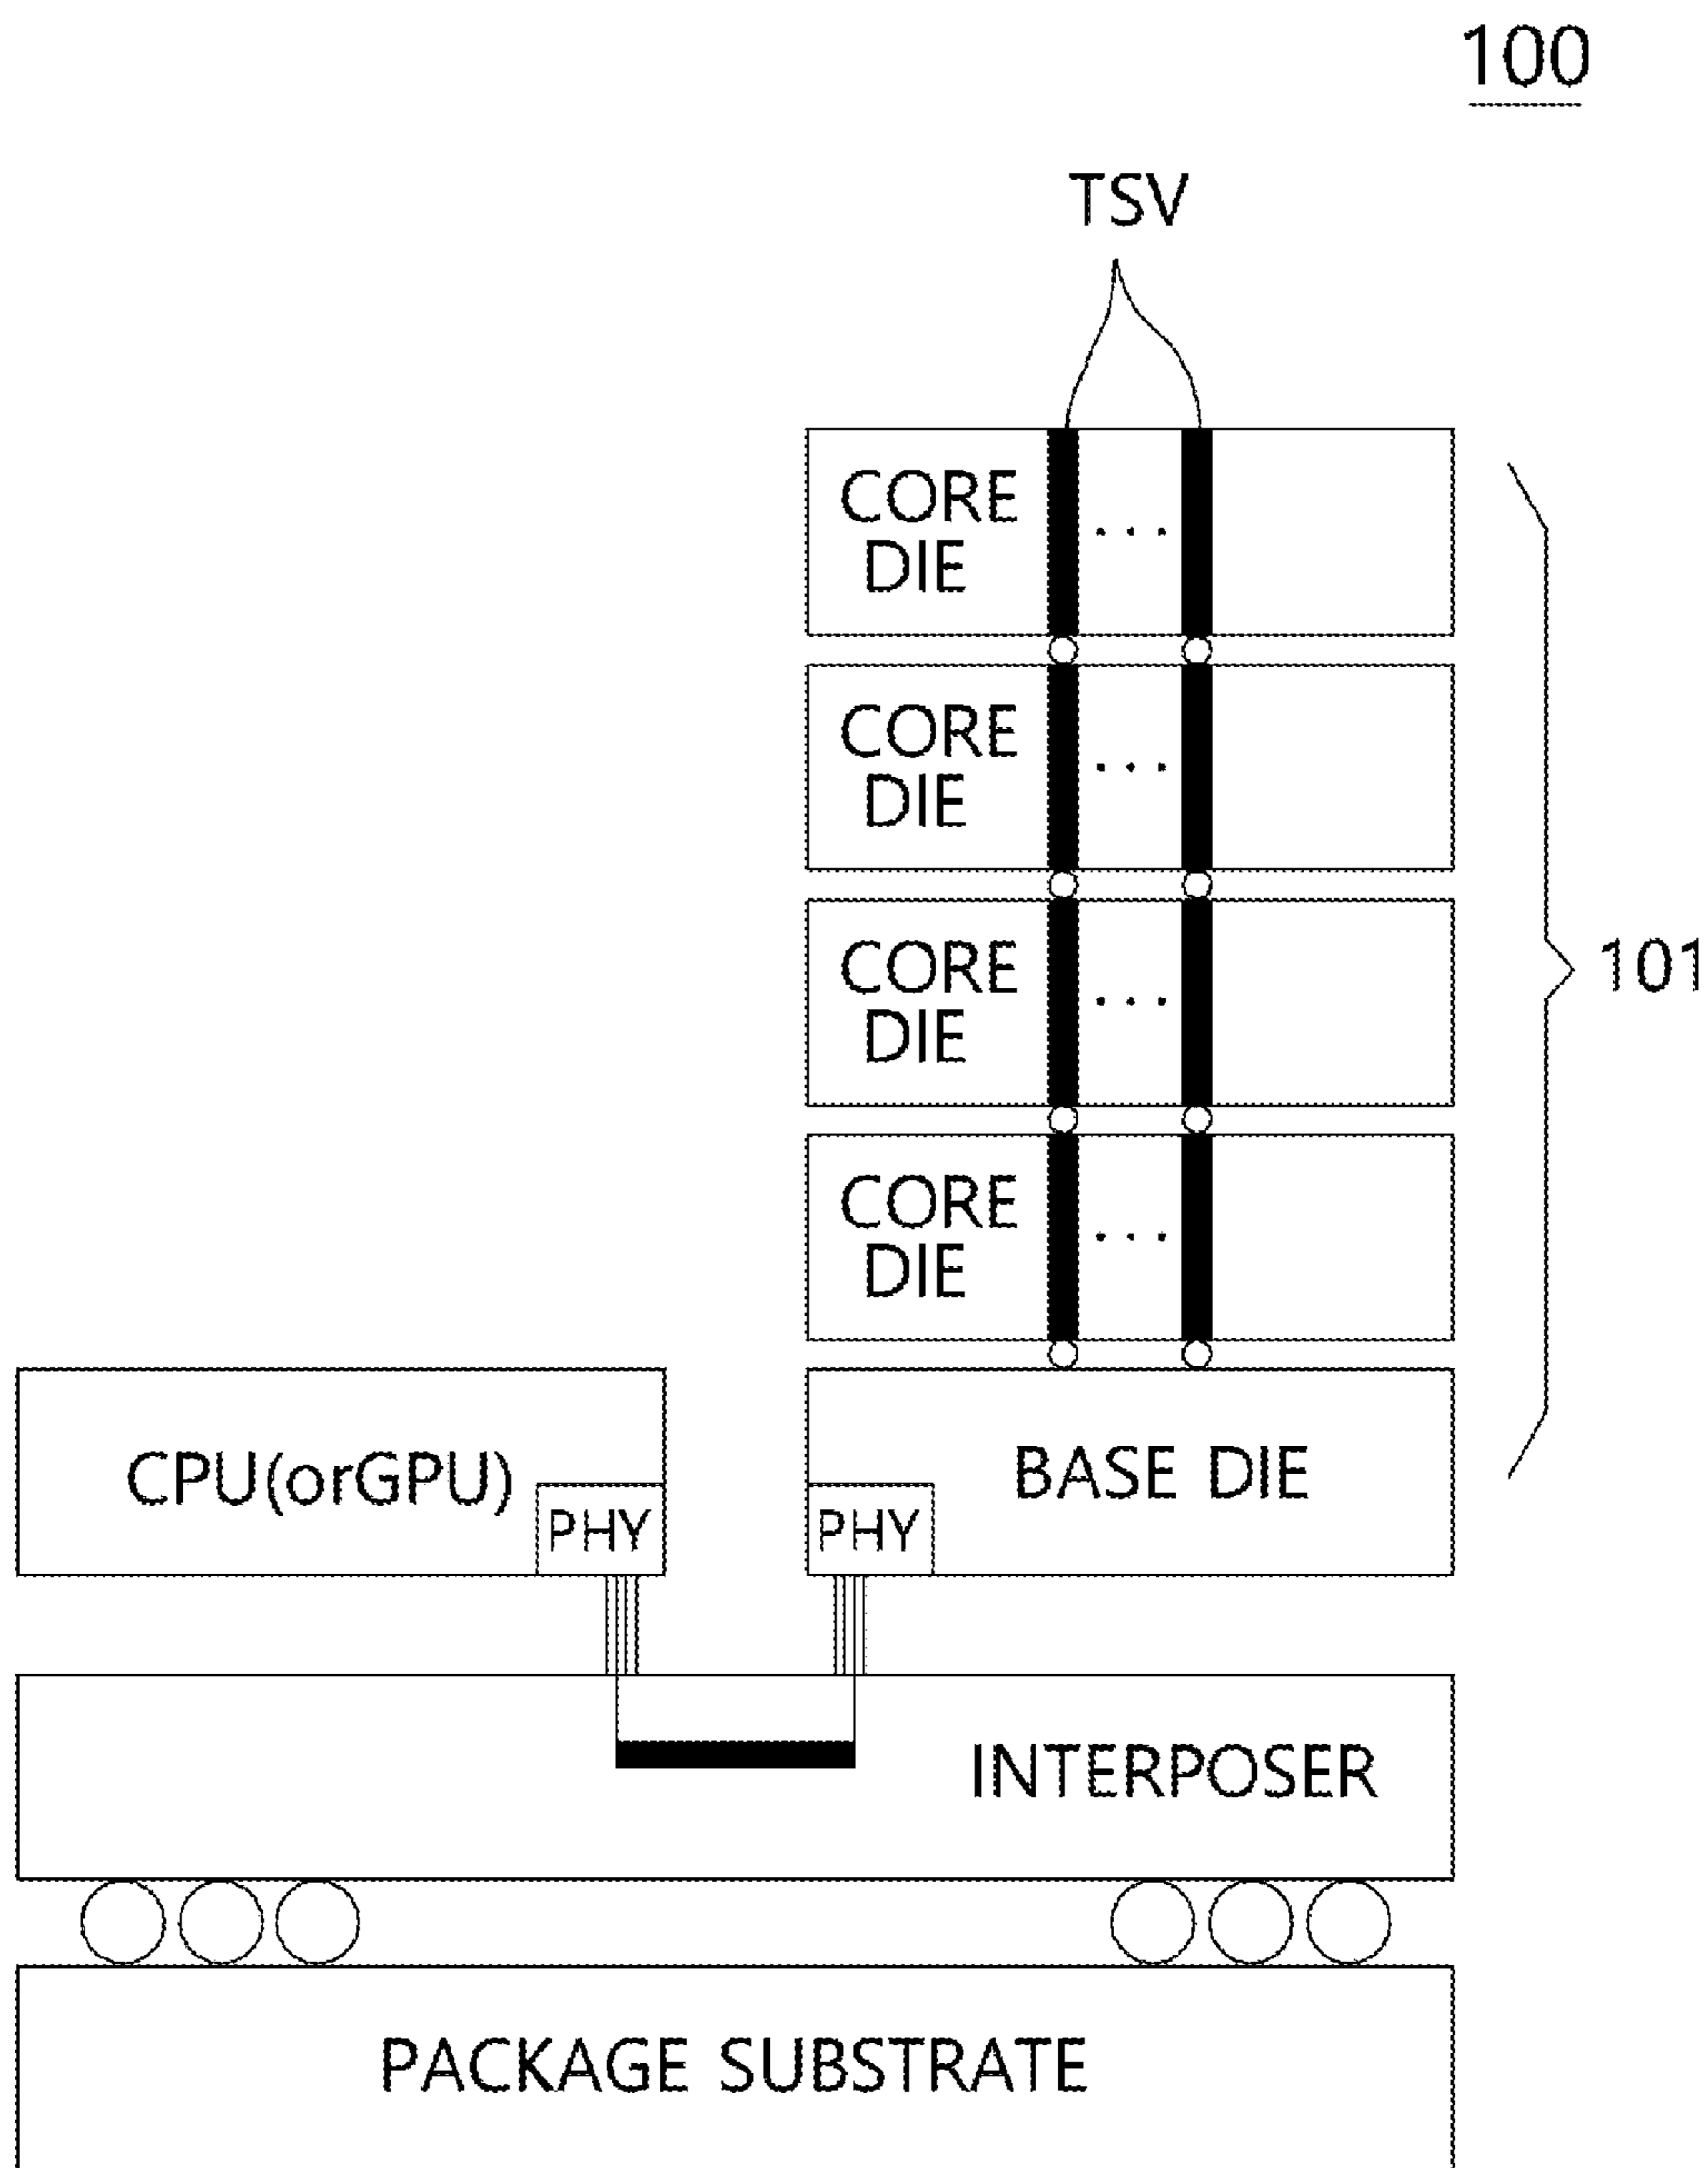 100
TSV
CORE
DIE
...
CORE
DIE
...
CORE
DIE
...
101
CORE
DIE
...
CPU(orGPU)
PHY
BASE DIE
PHY
INTERPOSER
PACKAGE SUBSTRATE